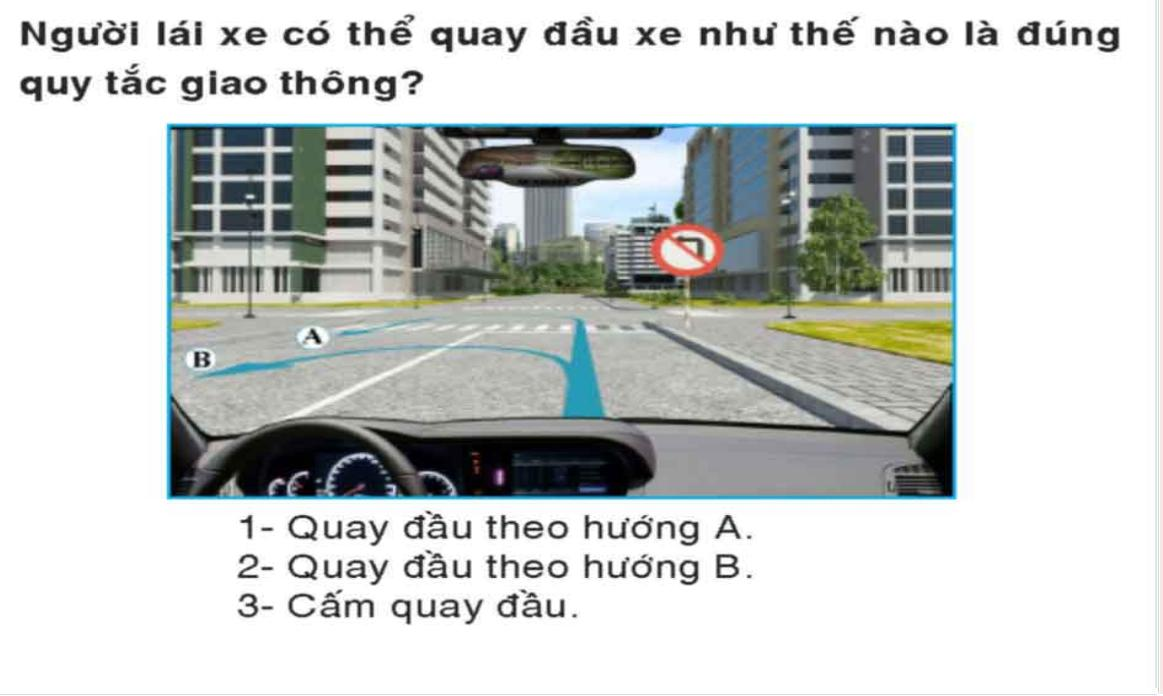 Người lái xe có thể quay đầu xe như thế nào là đúng
quy tắc giao thông?
A
B
1- Quay đầu theo hướng A.
2- Quay đầu theo hướng B.
3- Cấm quay đầu.